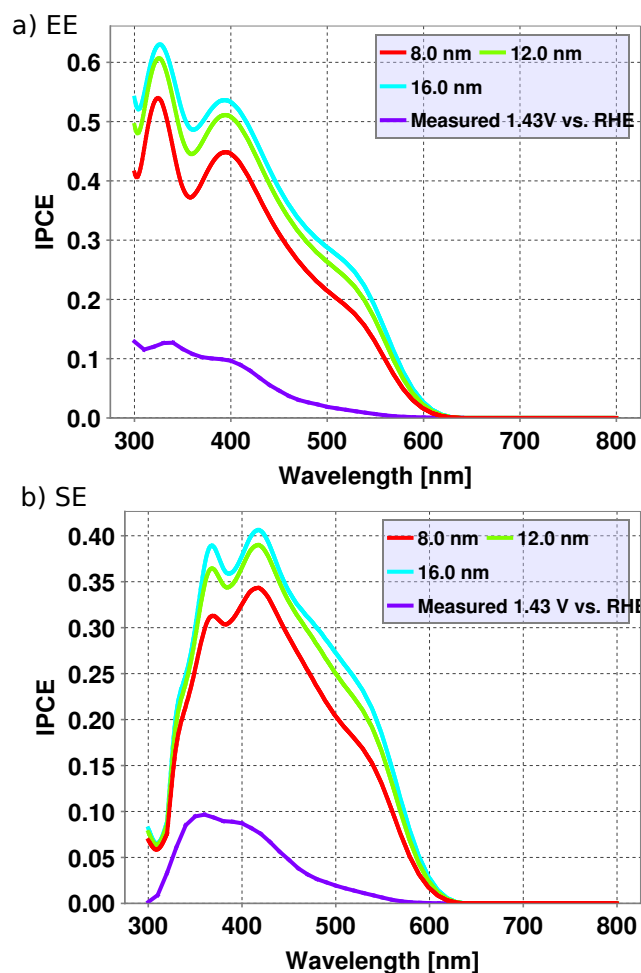 a) EE
8.0 nm 12.0 nm
16.0 nm
Measured 1.43V vs. RHE
IPCE
0.6
0.5
0.4
0.3
0.2
0.1
0.0
300 400 500 600 700 800
Wavelength [nm]
b) SE
8.0 nm 12.0 nm
16.0 nm
Measured 1.43 V vs. RHE
IPCE
0.40
0.35
0.30
0.25
0.20
0.15
0.10
0.05
0.00
300 400 500 600 700 800
Wavelength [nm]